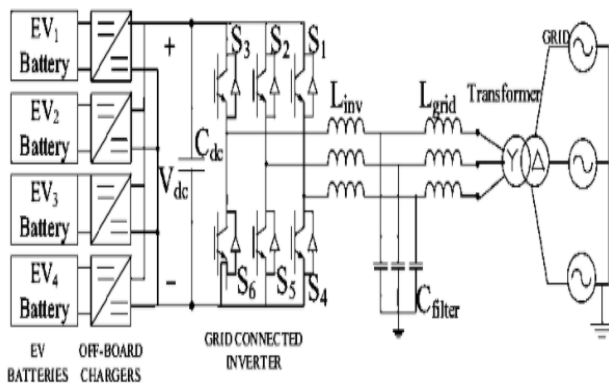 EV1
Battery
EV2
Battery
EV3
Battery
EV4
Battery
EV
BATTERIES
OFF-BOARD
CHARGERS
+
Vdc
-
Cdc
S3
S2
S1
S6
S5
S4
GRID CONNECTED
INVERTER
Linv
Lgrid
Cfilter
Transformer
Y
Δ
GRID